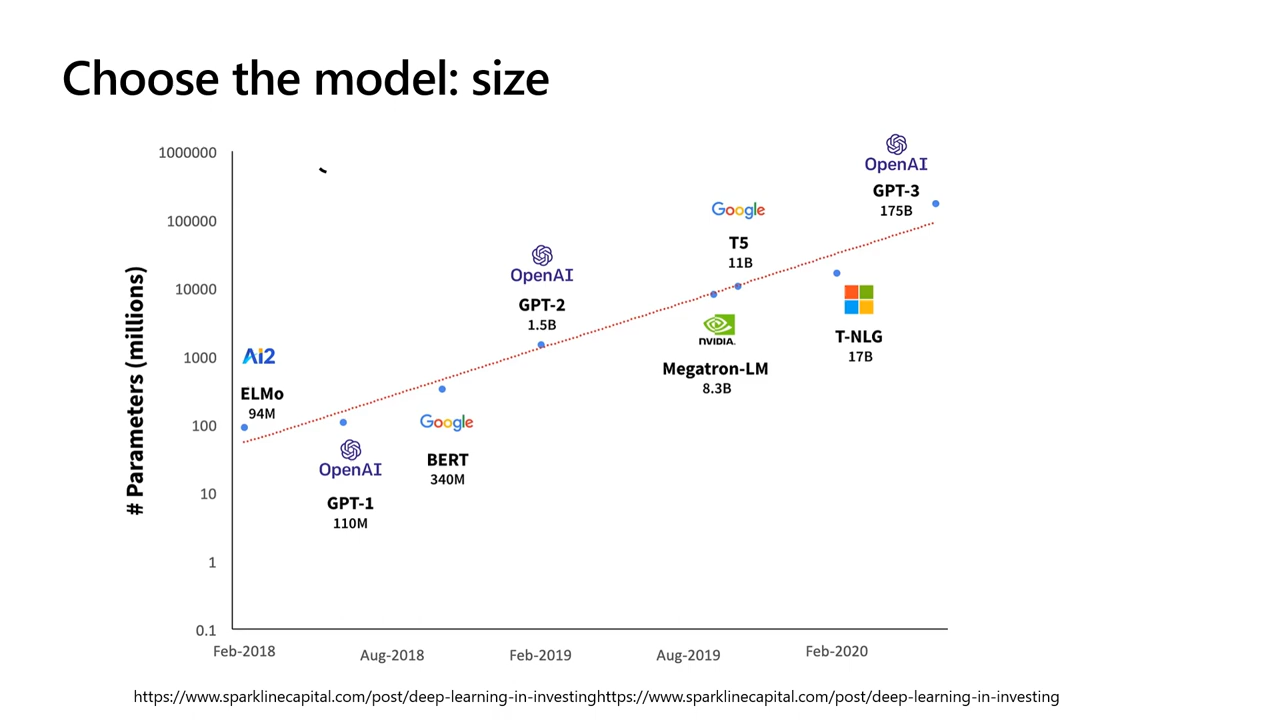 Choose the model: size
# Parameters (millions)
1000000
100000
10000
1000
100
10
1
0.1
Ai2
ELMo
94M
OpenAI
GPT-1
110M
Google
BERT
340M
OpenAI
GPT-2
1.5B
Google
T5
11B
NVIDIA.
Megatron-LM
8.3B
T-NLG
17B
OpenAI
GPT-3
175B
Feb-2018
Aug-2018
Feb-2019
Aug-2019
Feb-2020
https://www.sparklinecapital.com/post/deep-learning-in-investinghttps://www.sparklinecapital.com/post/deep-learning-in-investing